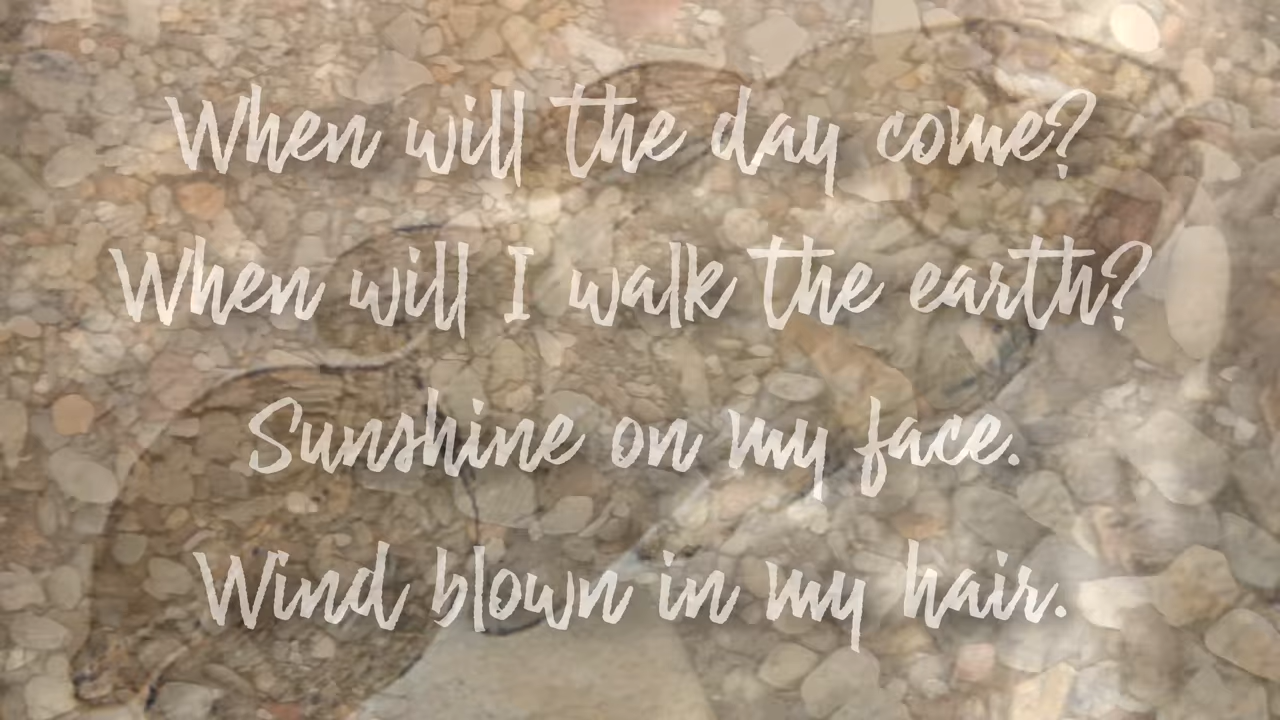 When will the day come?
When will I walk the earth?
Sunshine on my face.
Wind blown in my hair.